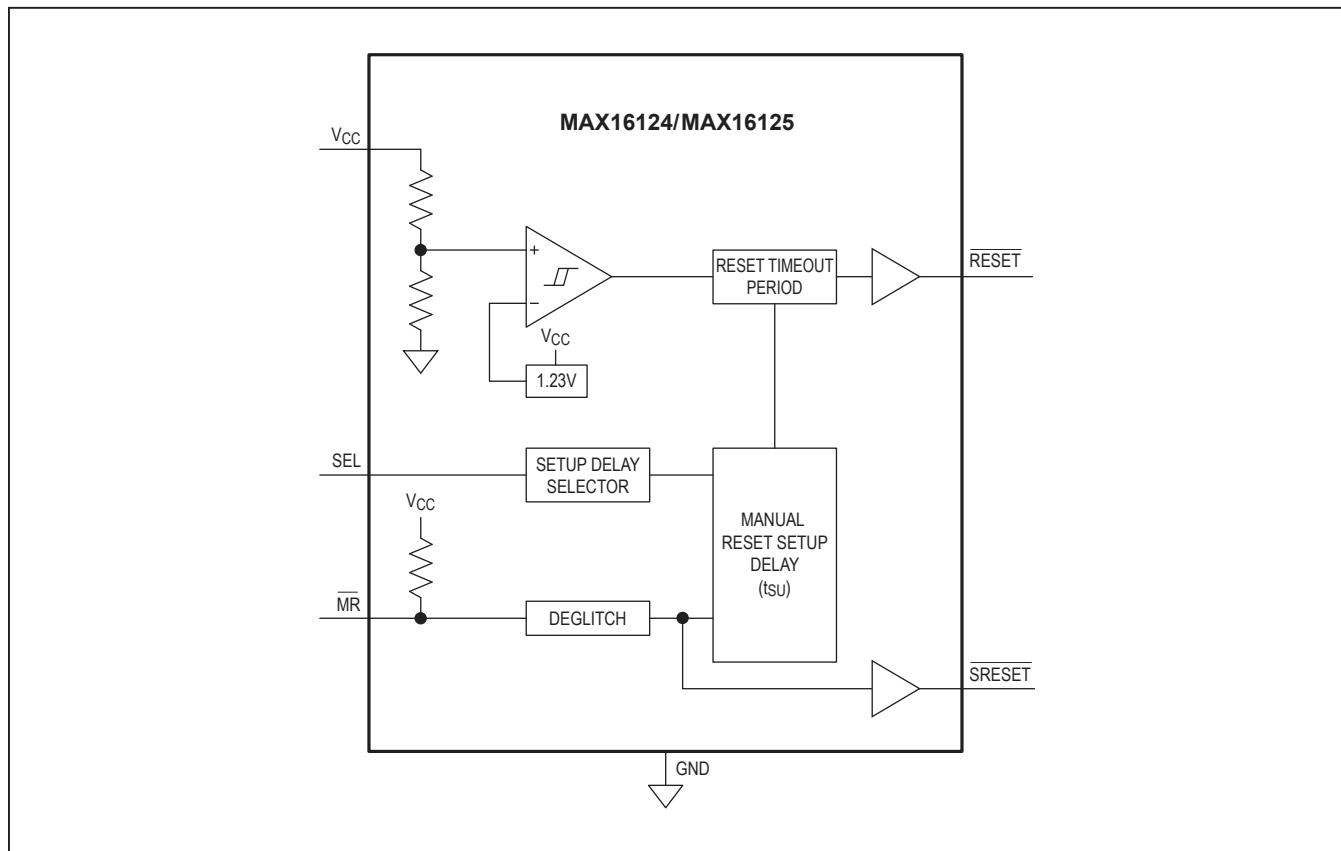 MAX16124/MAX16125
VCC
+
−
RESET TIMEOUT
PERIOD
RESET
VCC
1.23V
SEL
SETUP DELAY
SELECTOR
VCC
MANUAL
RESET SETUP
DELAY
(tSU)
MR
DEGLITCH
SRESET
GND